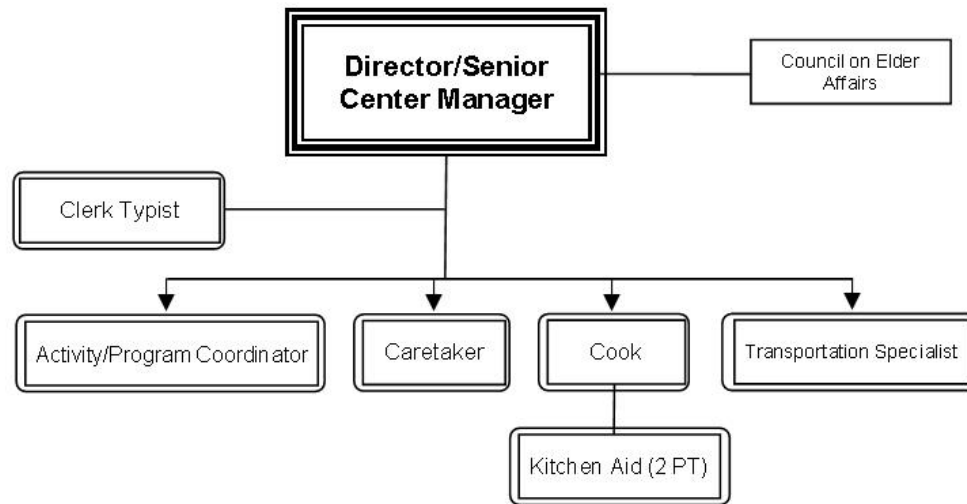 Director/Senior
Center Manager
Council on Elder
Affairs
Clerk Typist
Activity/Program Coordinator
Caretaker
Cook
Transportation Specialist
Kitchen Aid (2 PT)